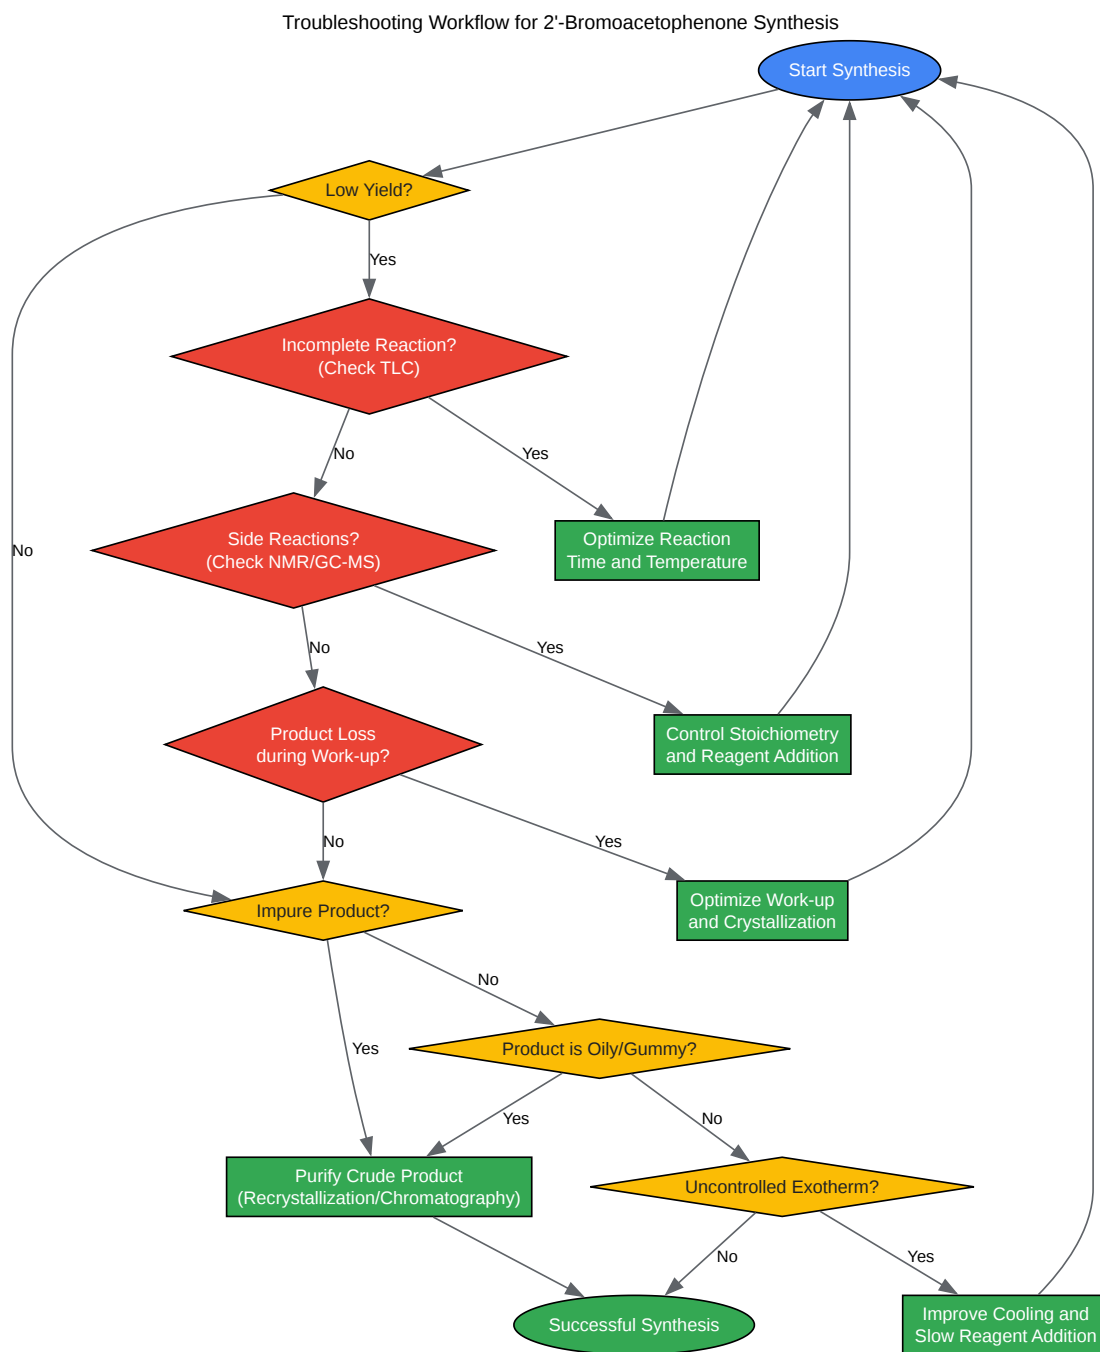 Troubleshooting Workflow for 2'-Bromoacetophenone Synthesis
Start Synthesis
Low Yield?
Yes
Incomplete Reaction?
(Check TLC)
No
Yes
Side Reactions?
(Check NMR/GC-MS)
Optimize Reaction
Time and Temperature
No
No
Yes
Product Loss
during Work-up?
Control Stoichiometry
and Reagent Addition
No
Yes
Impure Product?
Optimize Work-up
and Crystallization
No
Yes
Product is Oily/Gummy?
Yes
No
Purify Crude Product
(Recrystallization/Chromatography)
Uncontrolled Exotherm?
No
Yes
Successful Synthesis
Improve Cooling and
Slow Reagent Addition